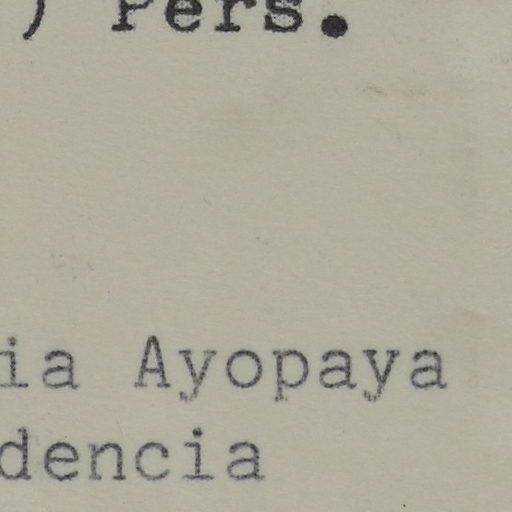 ) Pers.
ia Ayopaya
dencia